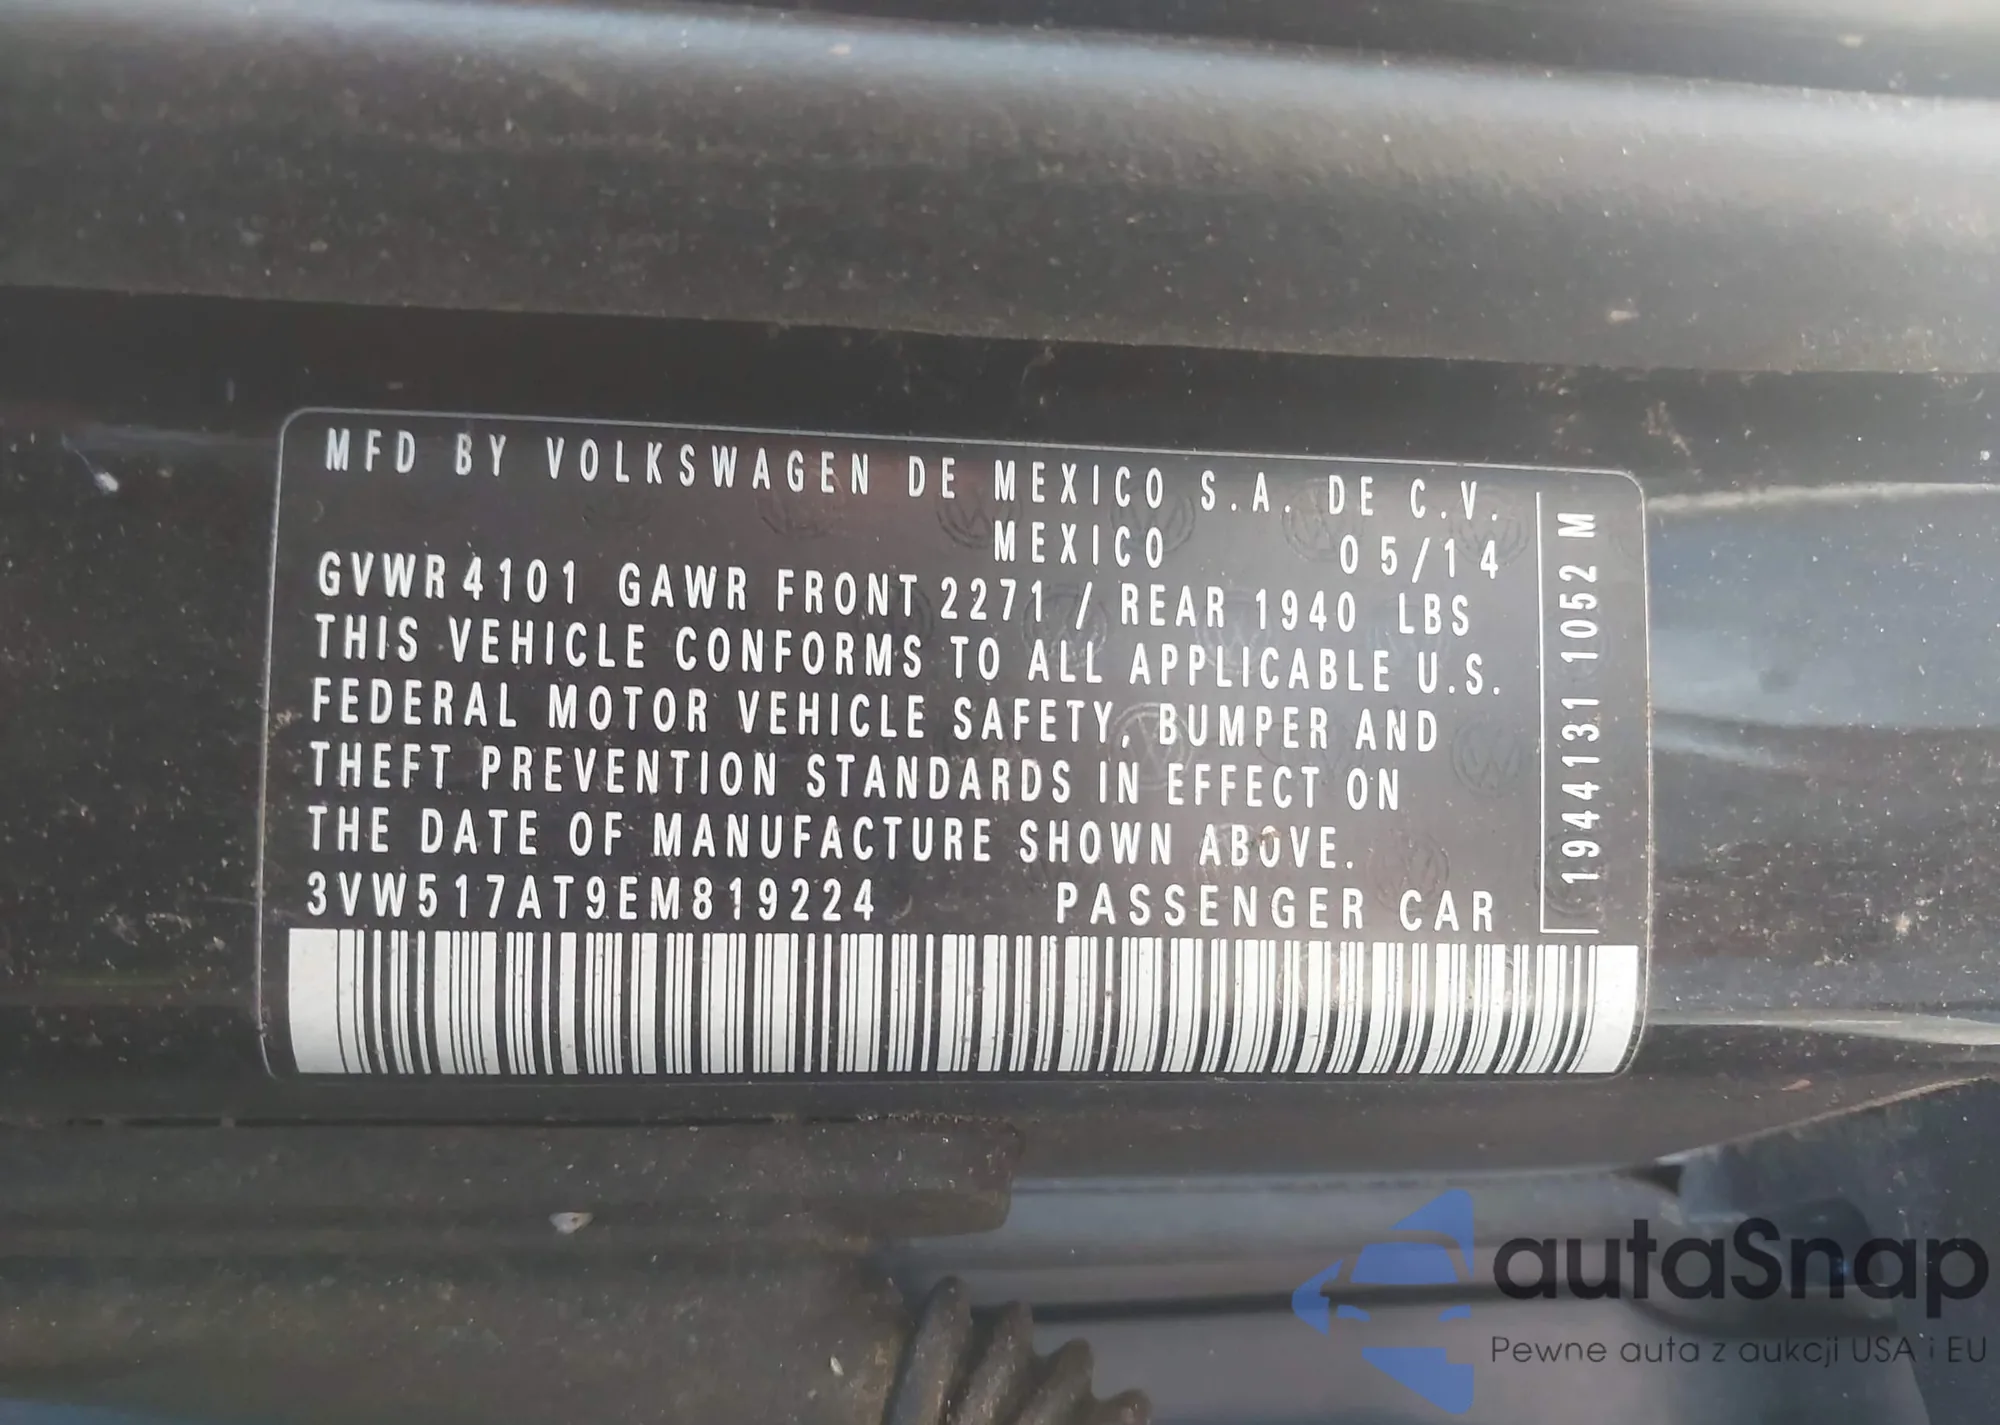 MFD BY VOLKSWAGEN DE MEXICO S.A. DE C.V.
MEXICO 05/14
GVWR 4101 GAWR FRONT 2271 / REAR 1940 LBS
THIS VEHICLE CONFORMS TO ALL APPLICABLE U.S.
FEDERAL MOTOR VEHICLE SAFETY, BUMPER AND
THEFT PREVENTION STANDARDS IN EFFECT ON
THE DATE OF MANUFACTURE SHOWN ABOVE.
3VW517AT9EM819224 PASSENGER CAR
1944131 1052 M
autaSnap
Pewne auta z aukcji USA i EU